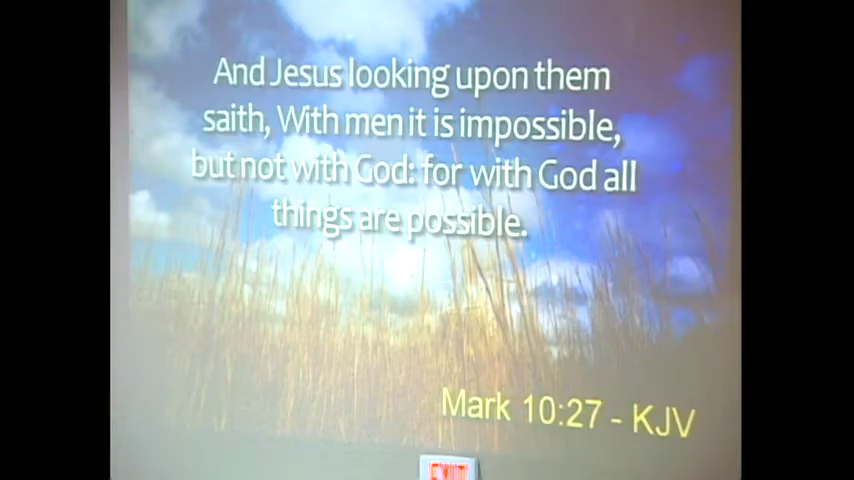 And Jesus looking upon them
saith, With men it is impossible,
but not with God: for with God all
things are possible.
Mark 10:27 - KJV
EXIT